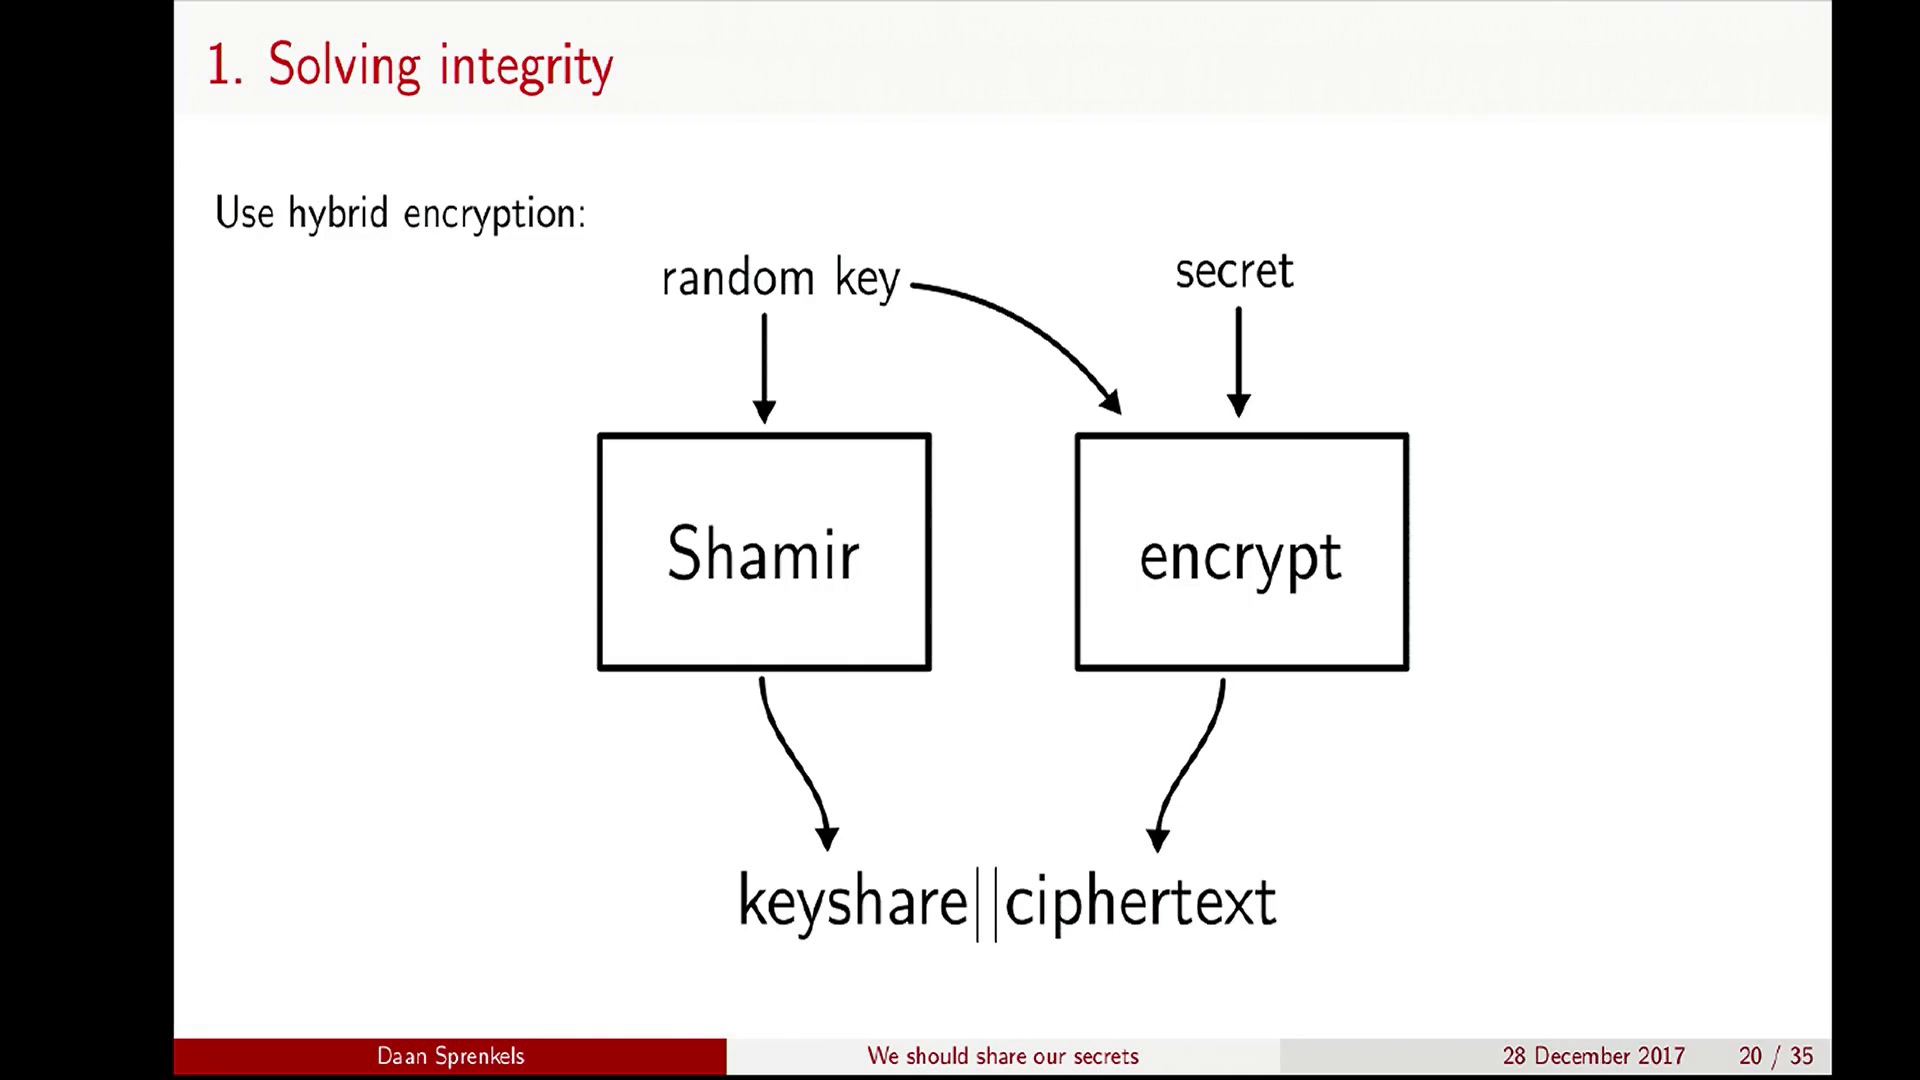 1. Solving integrity
Use hybrid encryption:
random key
secret
Shamir
encrypt
keyshare||ciphertext
Daan Sprenkels
We should share our secrets
28 December 2017
20 / 35